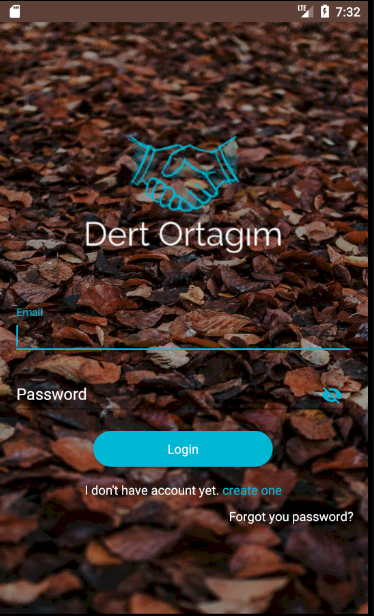 LTE 7:32
Dert Ortagım
Email
Password
Login
I don't have account yet. create one
Forgot you password?